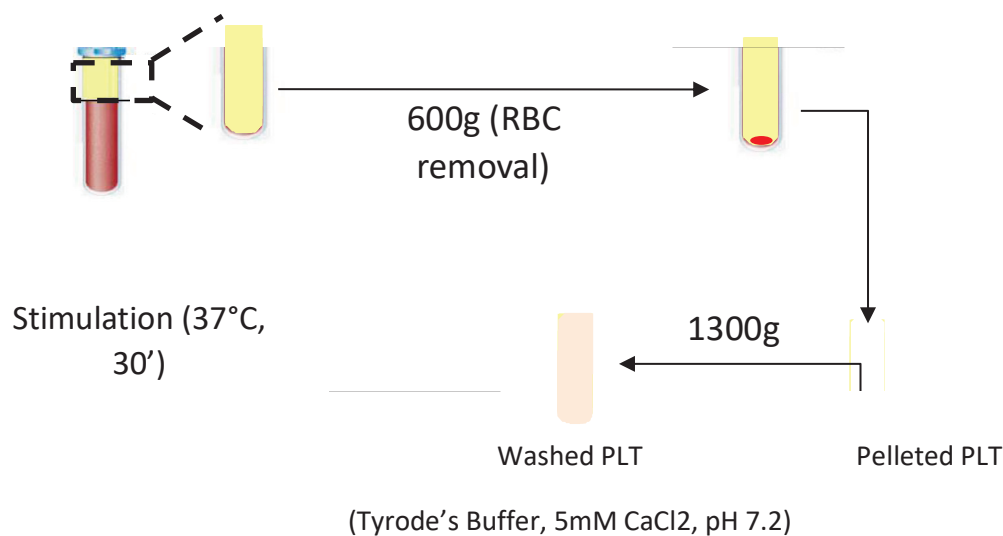 600g (RBC
removal)
Stimulation (37°C,
30’)
1300g
Washed PLT
Pelleted PLT
(Tyrode’s Buffer, 5mM CaCl2, pH 7.2)